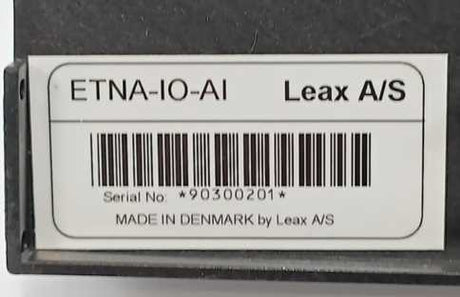 ETNA-IO-AI Leax A/S
Serial No: *90300201*
MADE IN DENMARK by Leax A/S